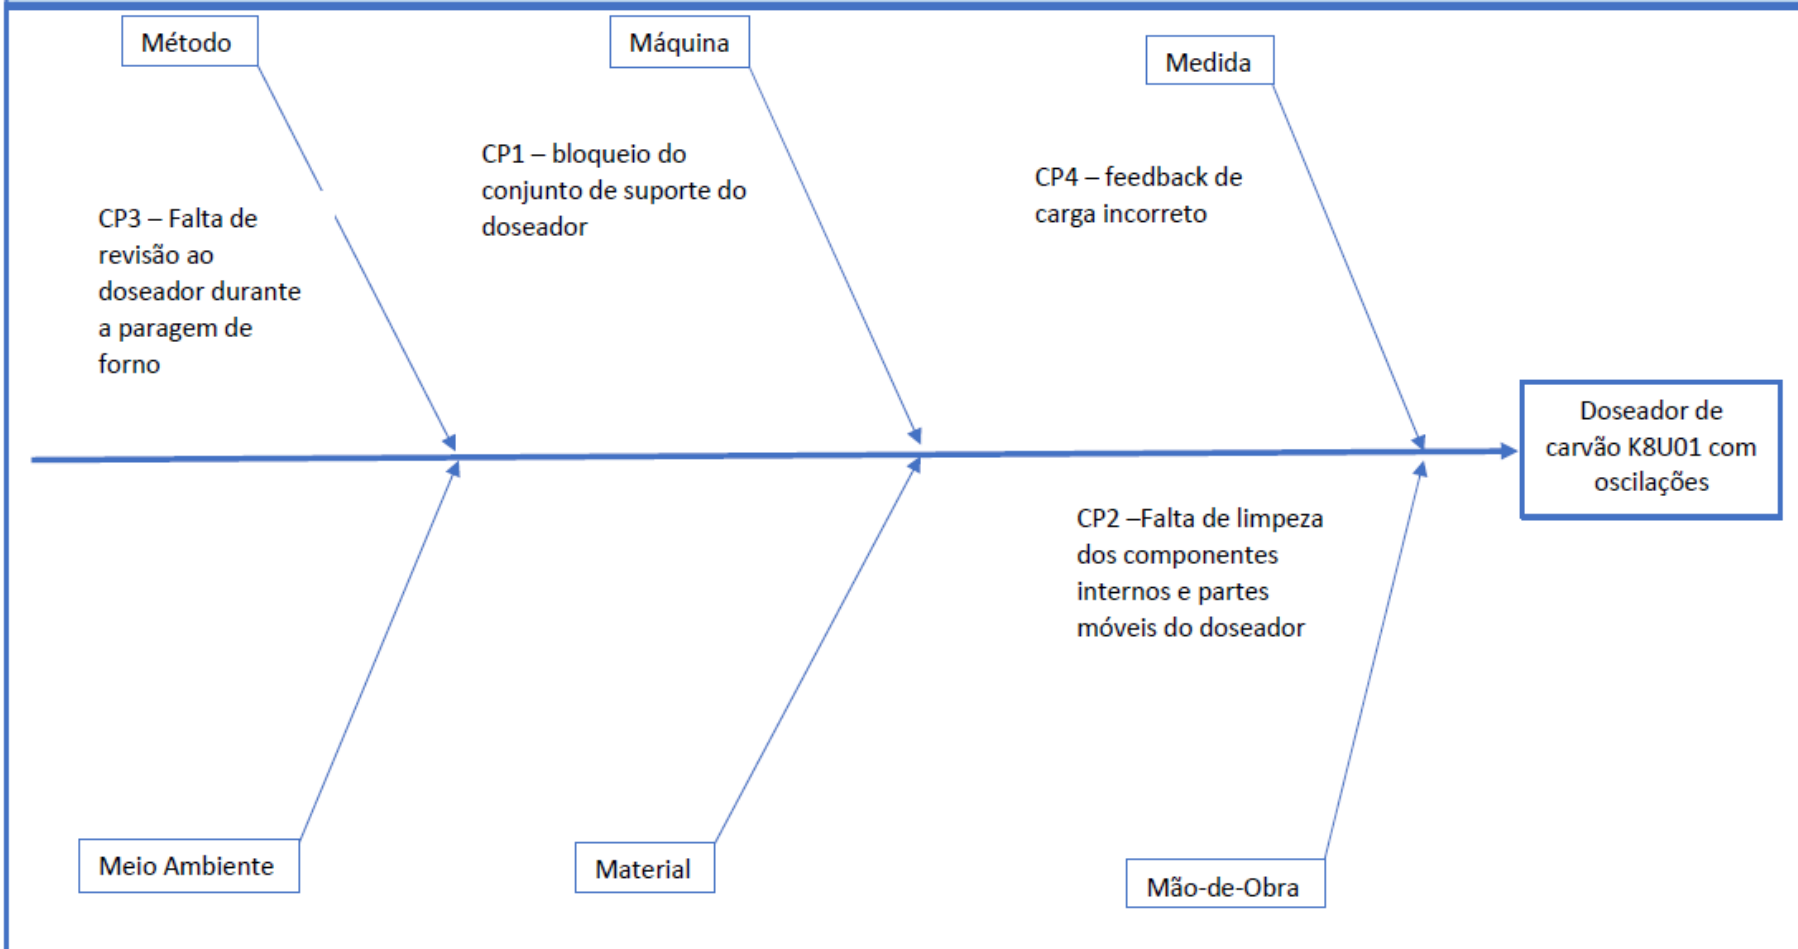 Método
Máquina
Medida
CP3 – Falta de
revisão ao
doseador durante
a paragem de
forno
CP1 – bloqueio do
conjunto de suporte do
doseador
CP4 – feedback de
carga incorreto
Doseador de
carvão K8U01 com
oscilações
CP2 –Falta de limpeza
dos componentes
internos e partes
móveis do doseador
Meio Ambiente
Material
Mão-de-Obra